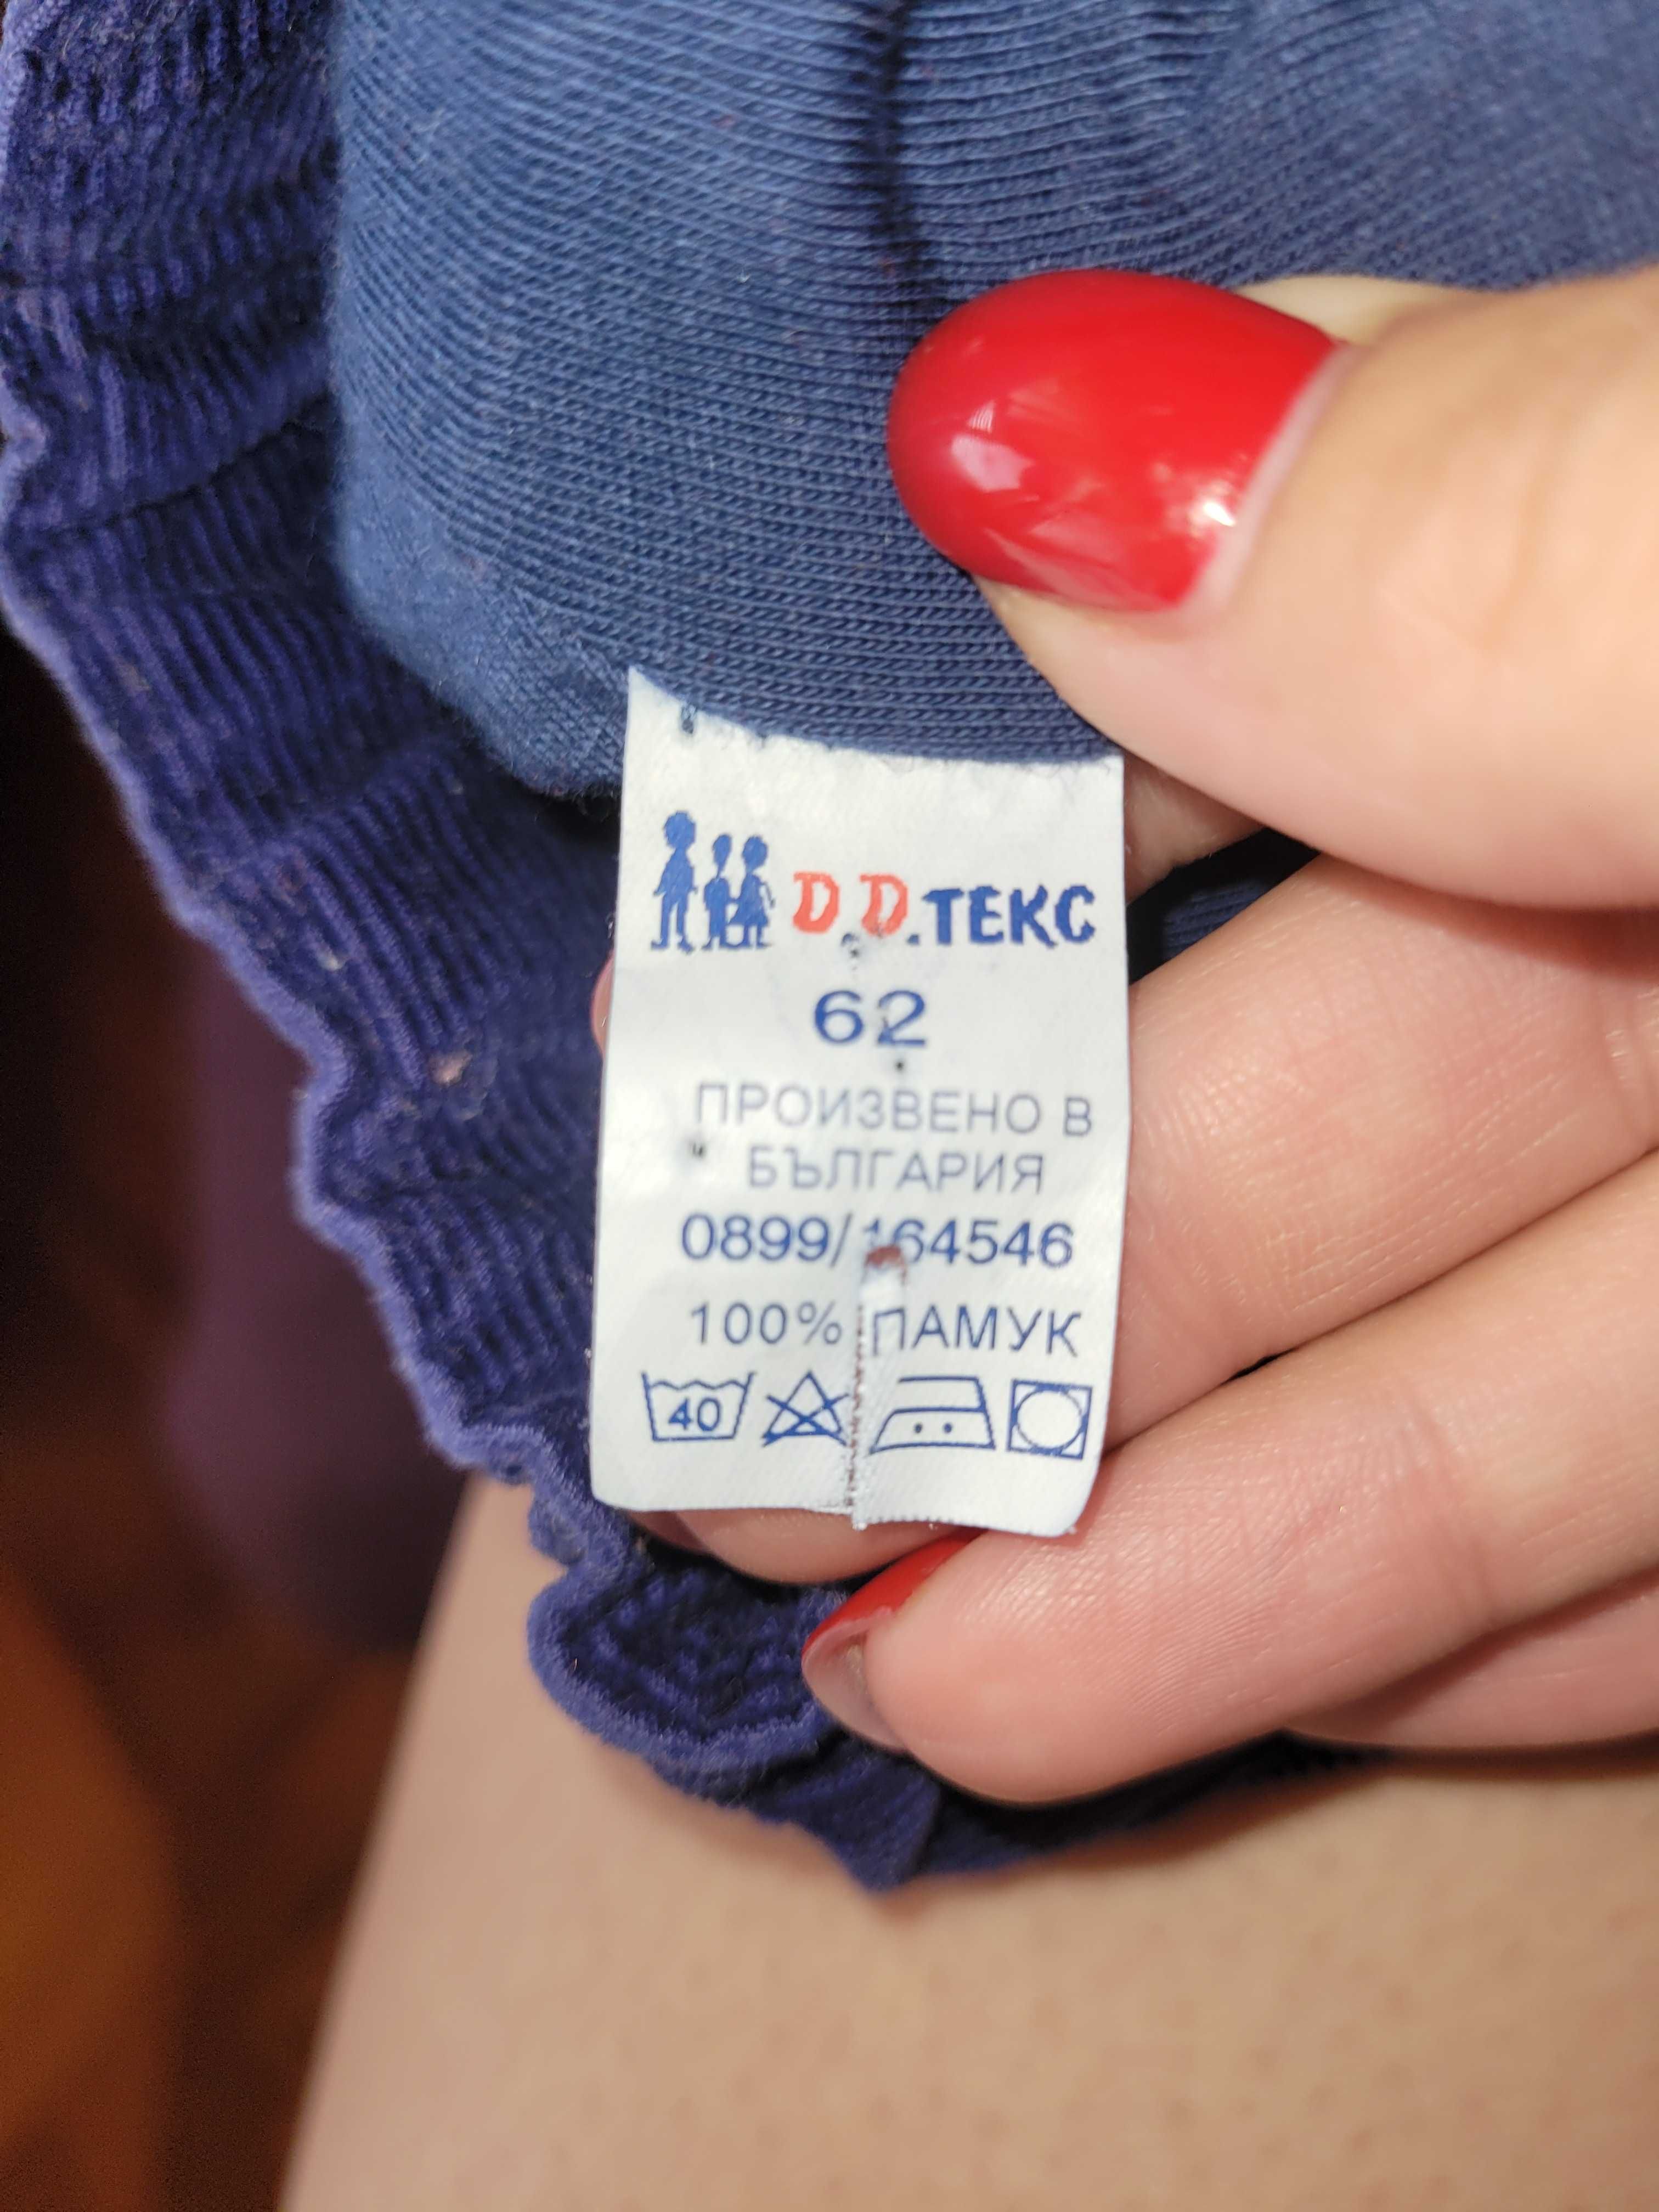 D.D.ТЕКС
62
ПРОИЗВЕНО В
БЪЛГАРИЯ
0899/164546
100% ПАМУК
40